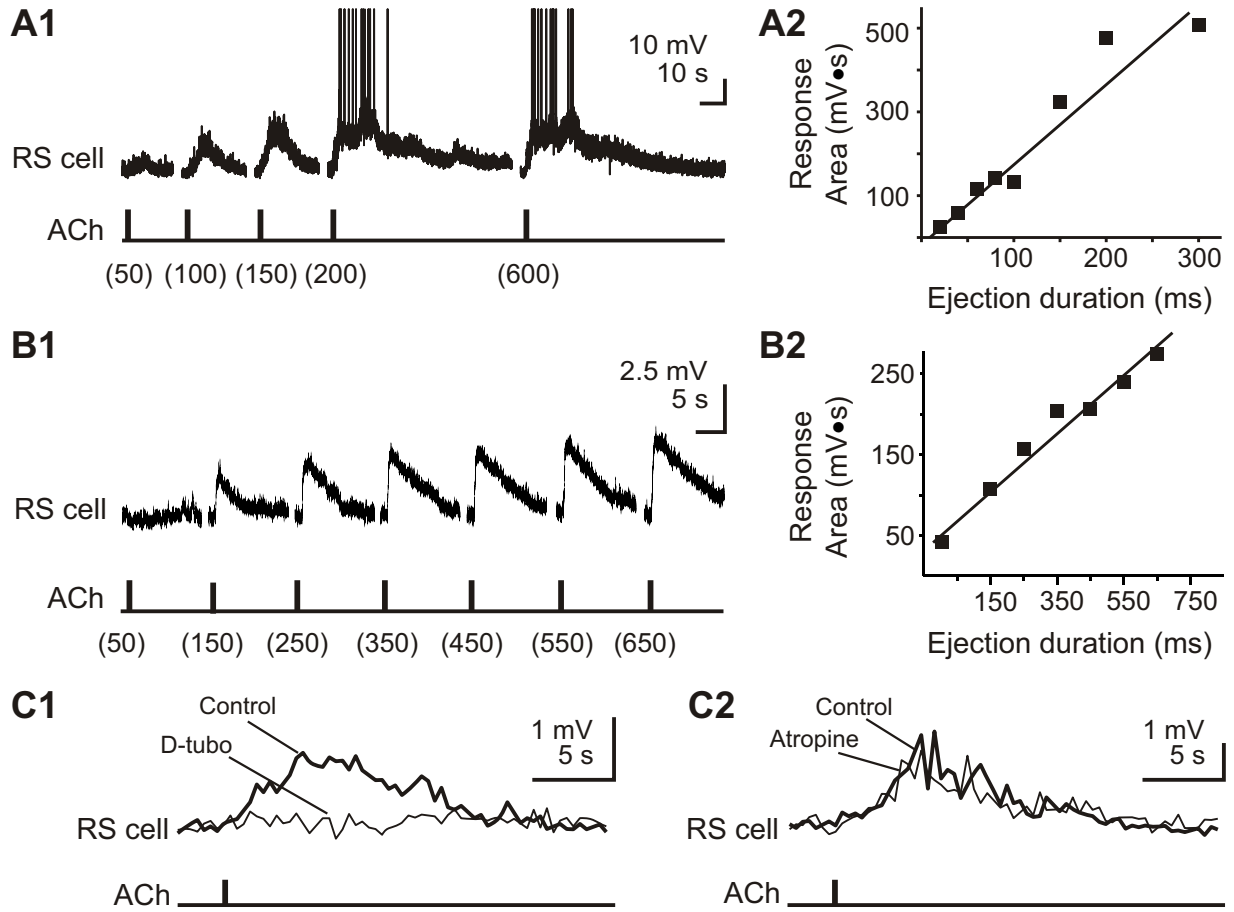 A1
10 mV
10 s
RS cell
ACh
(50) (100) (150) (200) (600)
A2
Response
Area (mV•s)
500
300
100
100 200 300
Ejection duration (ms)
B1
2.5 mV
5 s
RS cell
ACh
(50) (150) (250) (350) (450) (550) (650)
B2
Response
Area (mV•s)
250
150
50
150 350 550 750
Ejection duration (ms)
C1
Control
D-tubo
1 mV
5 s
RS cell
ACh
C2
Control
Atropine
1 mV
5 s
RS cell
ACh